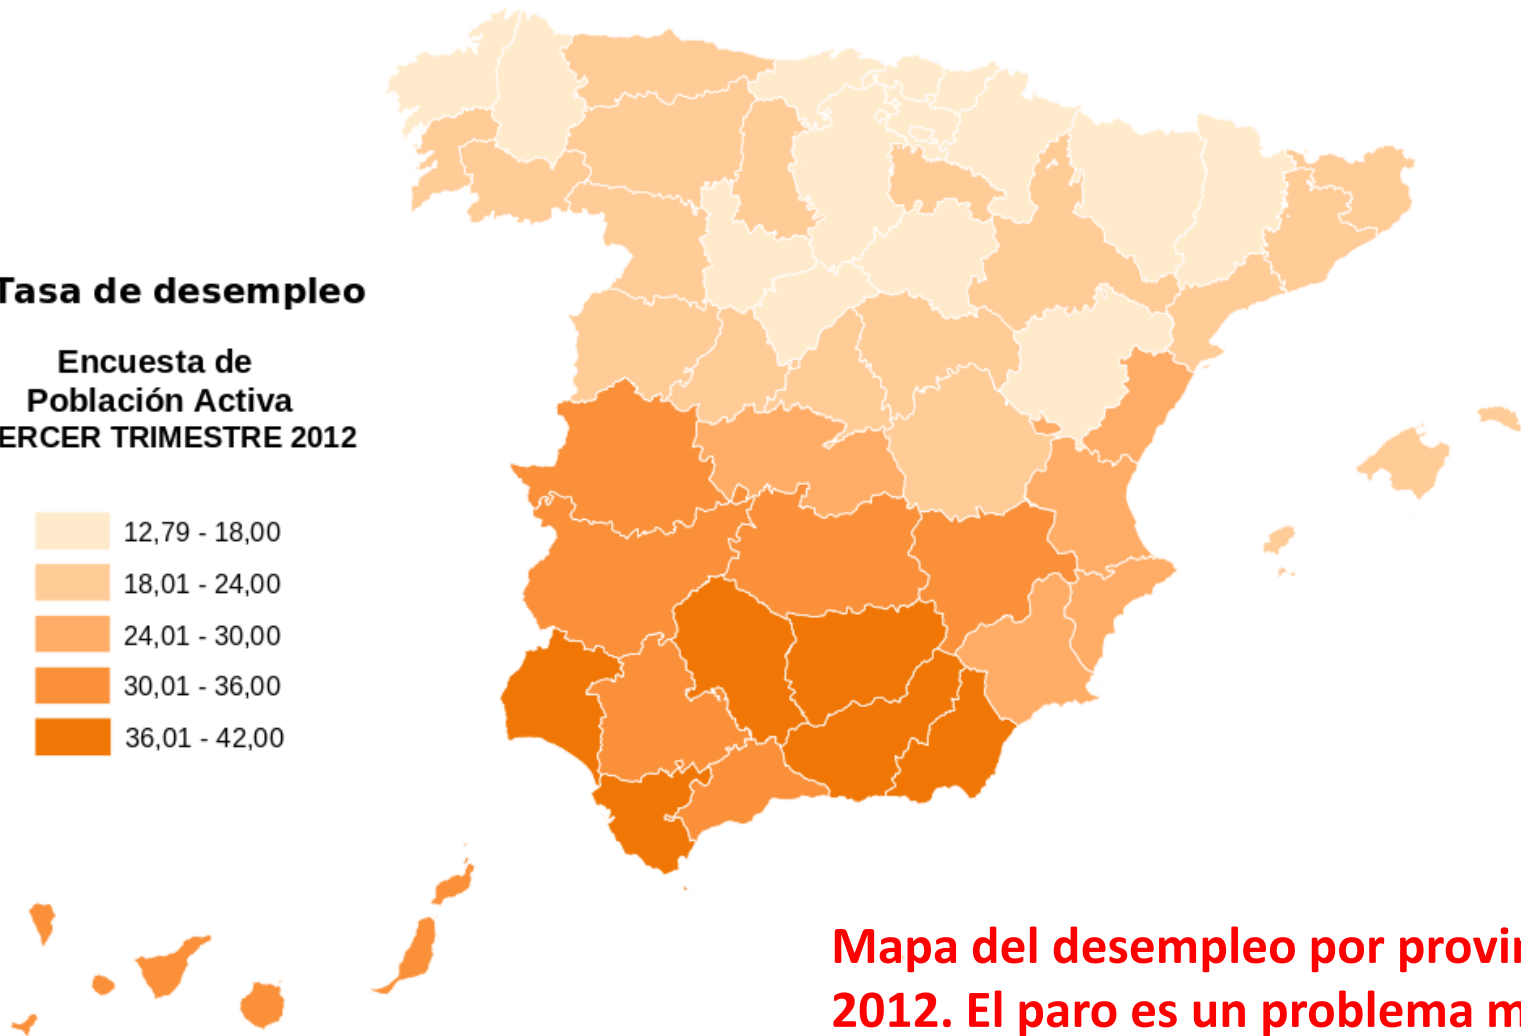 Tasa de desempleo
Encuesta de
Población Activa
ERCER TRIMESTRE 2012
12,79 - 18,00
18,01 - 24,00
24,01 - 30,00
30,01 - 36,00
36,01 - 42,00
Mapa del desempleo por provin
2012. El paro es un problema m